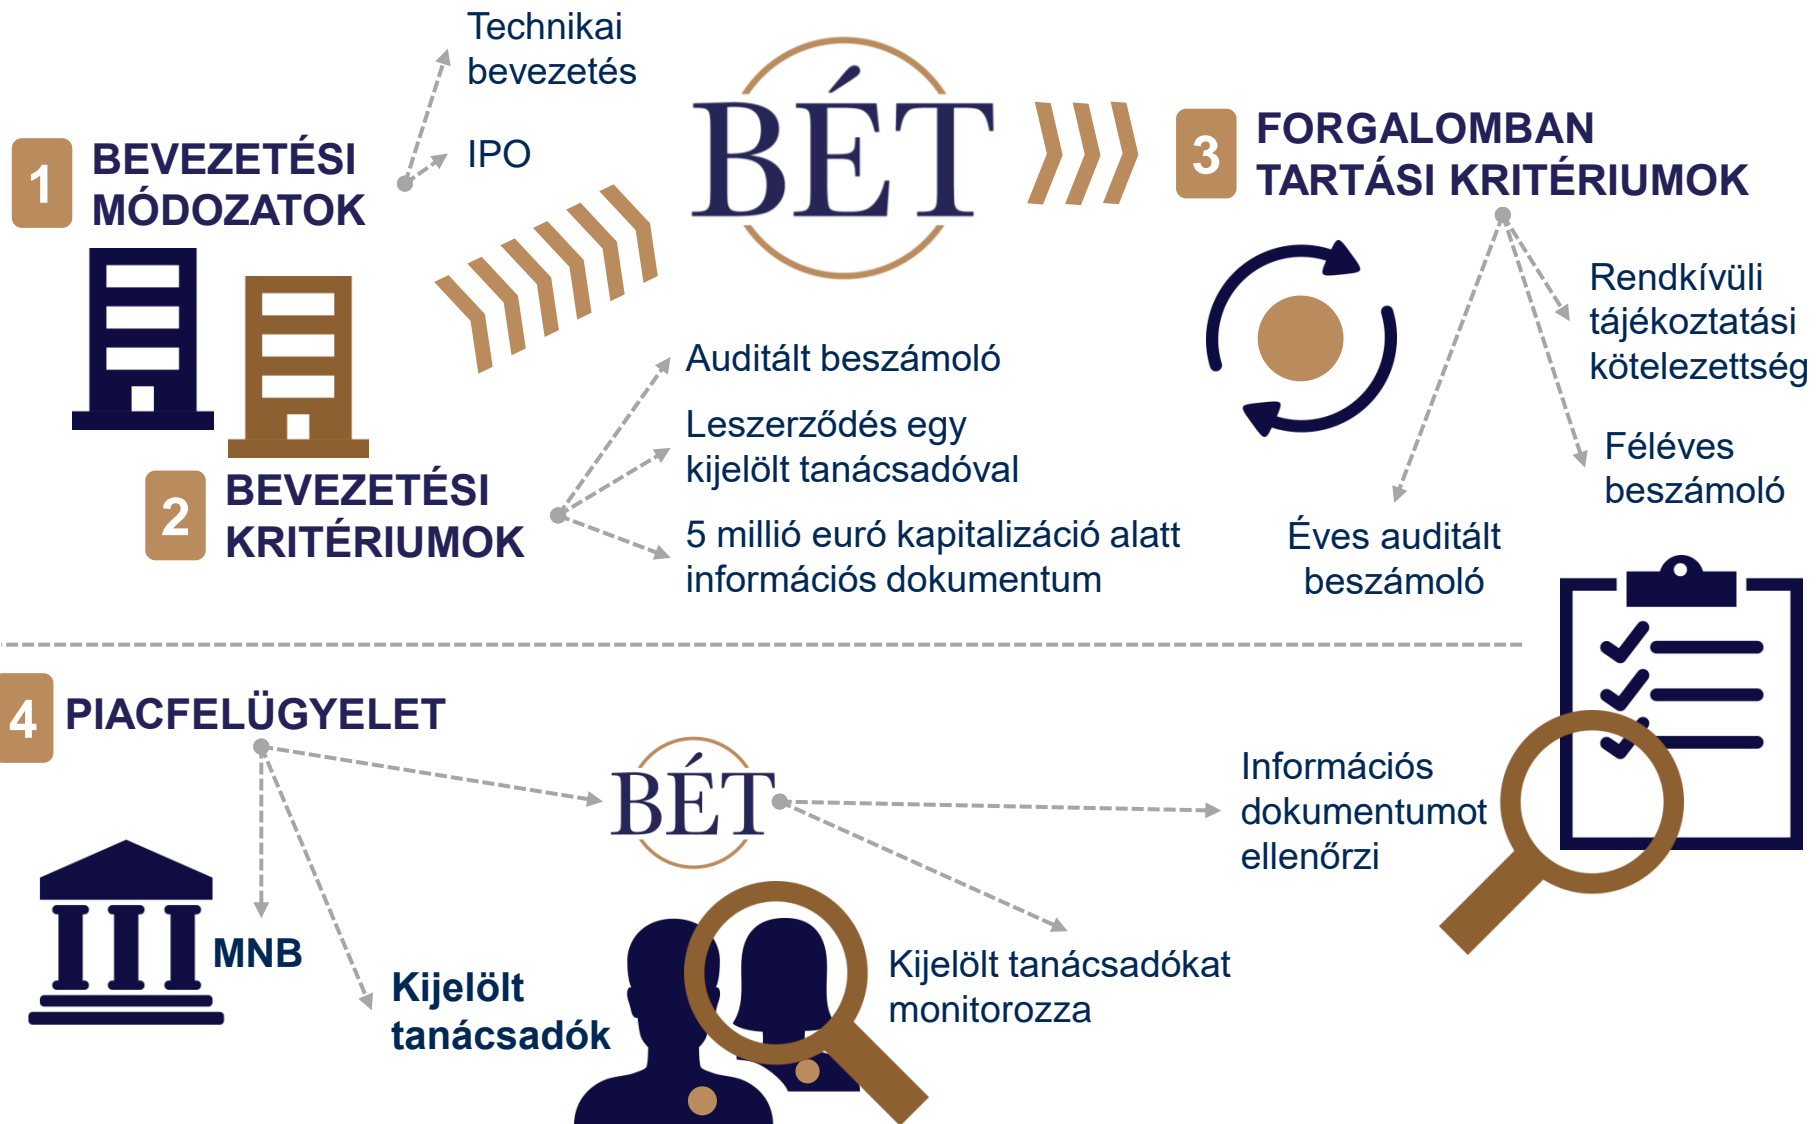 1
BEVEZETÉSI
MÓDOZATOK
Technikai
bevezetés
IPO
BÉT
2
BEVEZETÉSI
KRITÉRIUMOK
Auditált beszámoló
Leszerződés egy
kijelölt tanácsadóval
5 millió euró kapitalizáció alatt
információs dokumentum
3
FORGALOMBAN
TARTÁSI KRITÉRIUMOK
Rendkívüli
tájékoztatási
kötelezettség
Féléves
beszámoló
Éves auditált
beszámoló
4
PIACFELÜGYELET
MNB
Kijelölt
tanácsadók
BÉT
Információs
dokumentumot
ellenőrzi
Kijelölt tanácsadókat
monitorozza